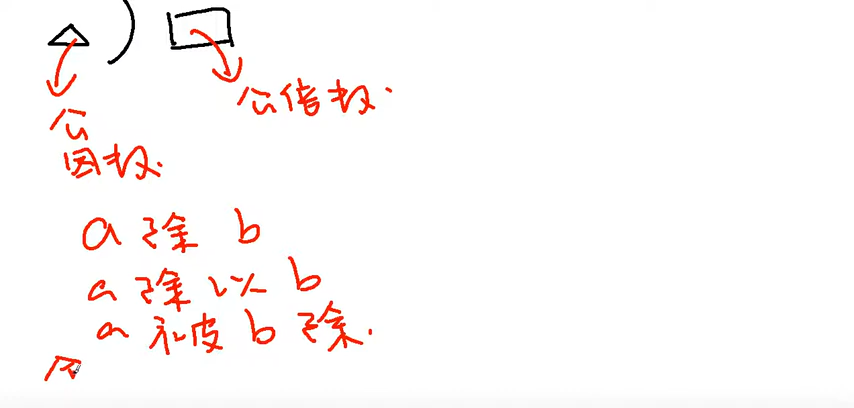 公倍数.
公
因数.
a 除 b
a 除以 b
a 被 b 除.